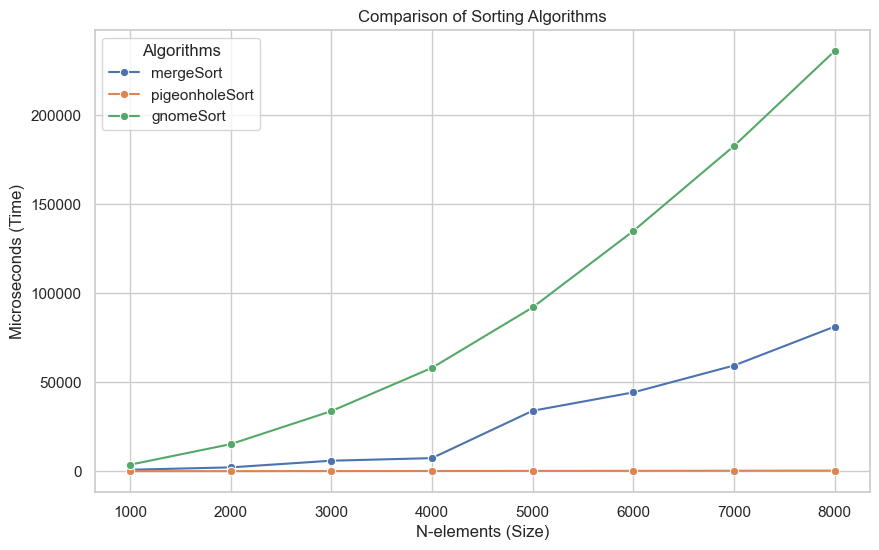 Comparison of Sorting Algorithms
Algorithms
mergeSort
pigeonholeSort
gnomeSort
Microseconds (Time)
200000
150000
100000
50000
0
1000 2000 3000 4000 5000 6000 7000 8000
N-elements (Size)